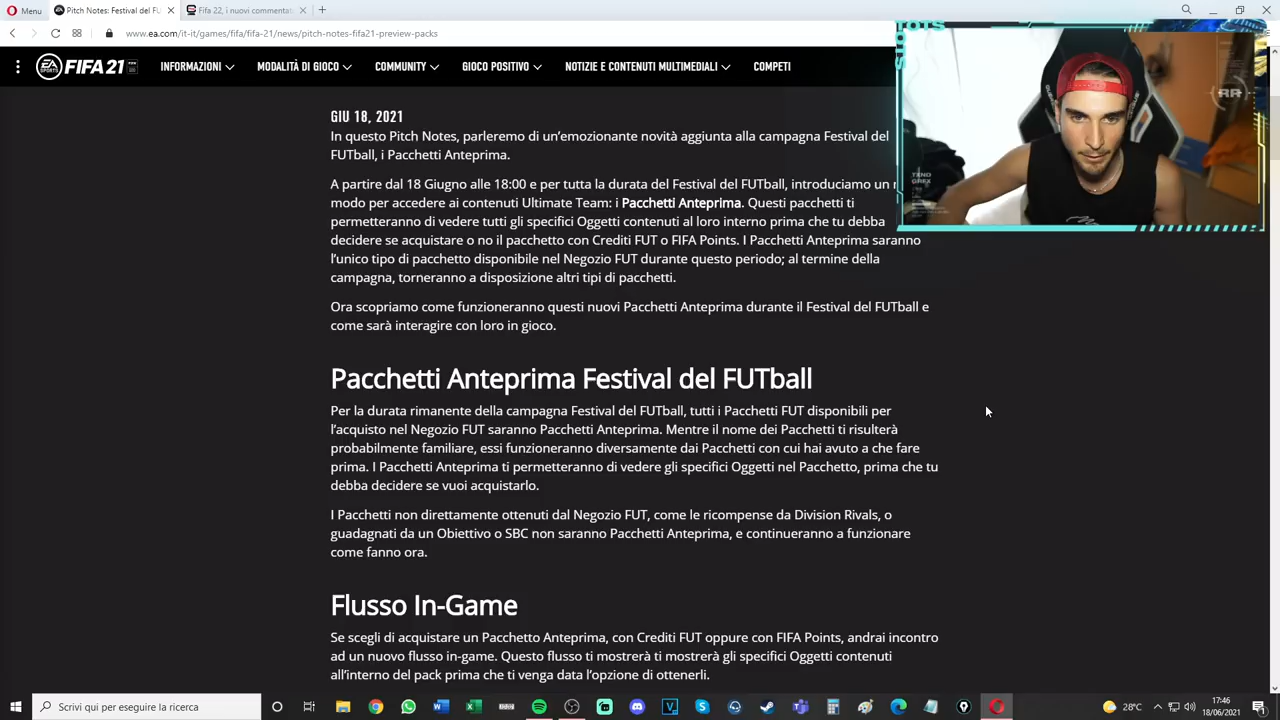 Menu
Pitch Notes: Festival del FU
Fifa 22, i nuovi commentat
www.ea.com/it-it/games/fifa/fifa-21/news/pitch-notes-fifa-21-preview-packs
EA SPORTS FIFA 21 INFORMAZIONI MODALITÀ DI GIOCO COMMUNITY GIOCO POSITIVO NOTIZIE E CONTENUTI MULTIMEDIALI COMPETI
GIU 18, 2021
In questo Pitch Notes, parleremo di un'emozionante novità aggiunta alla campagna Festival del
FUTball, i Pacchetti Anteprima.
A partire dal 18 Giugno alle 18:00 e per tutta la durata del Festival del FUTball, introduciamo un
modo per accedere ai contenuti Ultimate Team: i Pacchetti Anteprima. Questi pacchetti ti
permetteranno di vedere tutti gli specifici Oggetti contenuti al loro interno prima che tu debba
decidere se acquistare o no il pacchetto con Crediti FUT o FIFA Points. I Pacchetti Anteprima saranno
l'unico tipo di pacchetto disponibile nel Negozio FUT durante questo periodo; al termine della
campagna, torneranno a disposizione altri tipi di pacchetti.
Ora scopriamo come funzioneranno questi nuovi Pacchetti Anteprima durante il Festival del FUTball e
come sarà interagire con loro in gioco.
Pacchetti Anteprima Festival del FUTball
Per la durata rimanente della campagna Festival del FUTball, tutti i Pacchetti FUT disponibili per
l'acquisto nel Negozio FUT saranno Pacchetti Anteprima. Mentre il nome dei Pacchetti ti risulterà
probabilmente familiare, essi funzioneranno diversamente dai Pacchetti con cui hai avuto a che fare
prima. I Pacchetti Anteprima ti permetteranno di vedere gli specifici Oggetti nel Pacchetto, prima che tu
debba decidere se vuoi acquistarlo.
I Pacchetti non direttamente ottenuti dal Negozio FUT, come le ricompense da Division Rivals, o
guadagnati da un Obiettivo o SBC non saranno Pacchetti Anteprima, e continueranno a funzionare
come fanno ora.
Flusso In-Game
Se scegli di acquistare un Pacchetto Anteprima, con Crediti FUT oppure con FIFA Points, andrai incontro
ad un nuovo flusso in-game. Questo flusso ti mostrerà ti mostrerà gli specifici Oggetti contenuti
all'interno del pack prima che ti venga data l'opzione di ottenerli.
Scrivi qui per eseguire la ricerca
28°C
17:46
18/06/2021